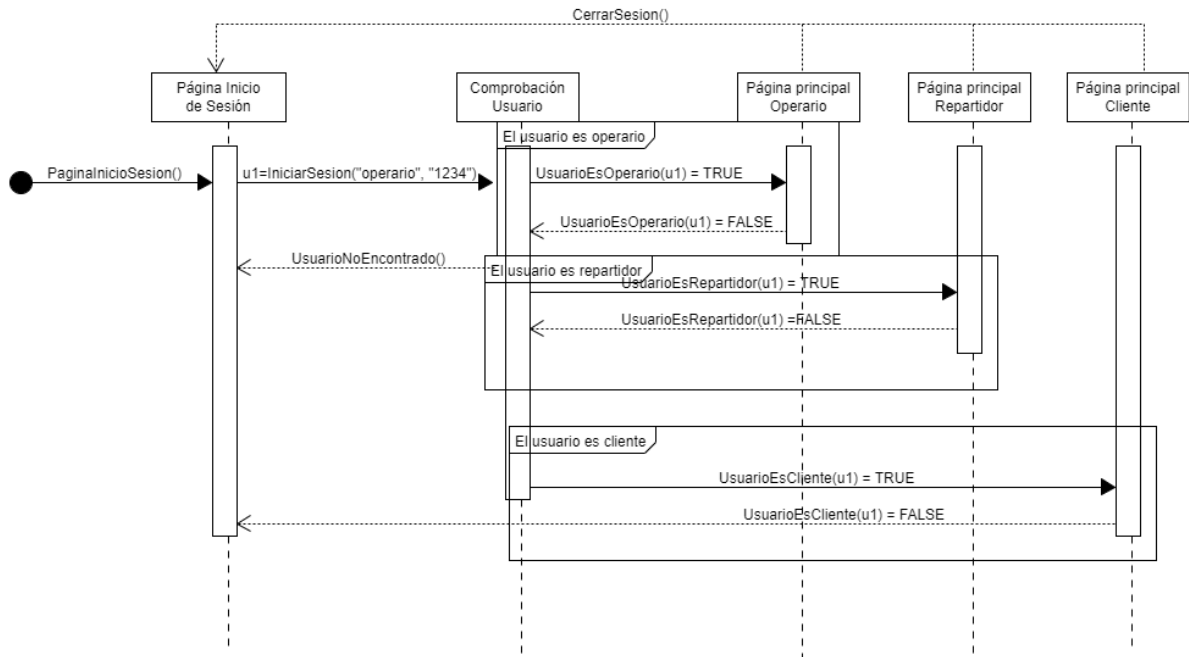 CerrarSesion()
Página Inicio
de Sesión
Comprobación
Usuario
Página principal
Operario
Página principal
Repartidor
Página principal
Cliente
El usuario es operario
PaginaInicioSesion()
u1=IniciarSesion("operario", "1234")
UsuarioEsOperario(u1) = TRUE
UsuarioEsOperario(u1) = FALSE
UsuarioNoEncontrado()
El usuario es repartidor
UsuarioEsRepartidor(u1) = TRUE
UsuarioEsRepartidor(u1) =FALSE
El usuario es cliente
UsuarioEsCliente(u1) = TRUE
UsuarioEsCliente(u1) = FALSE